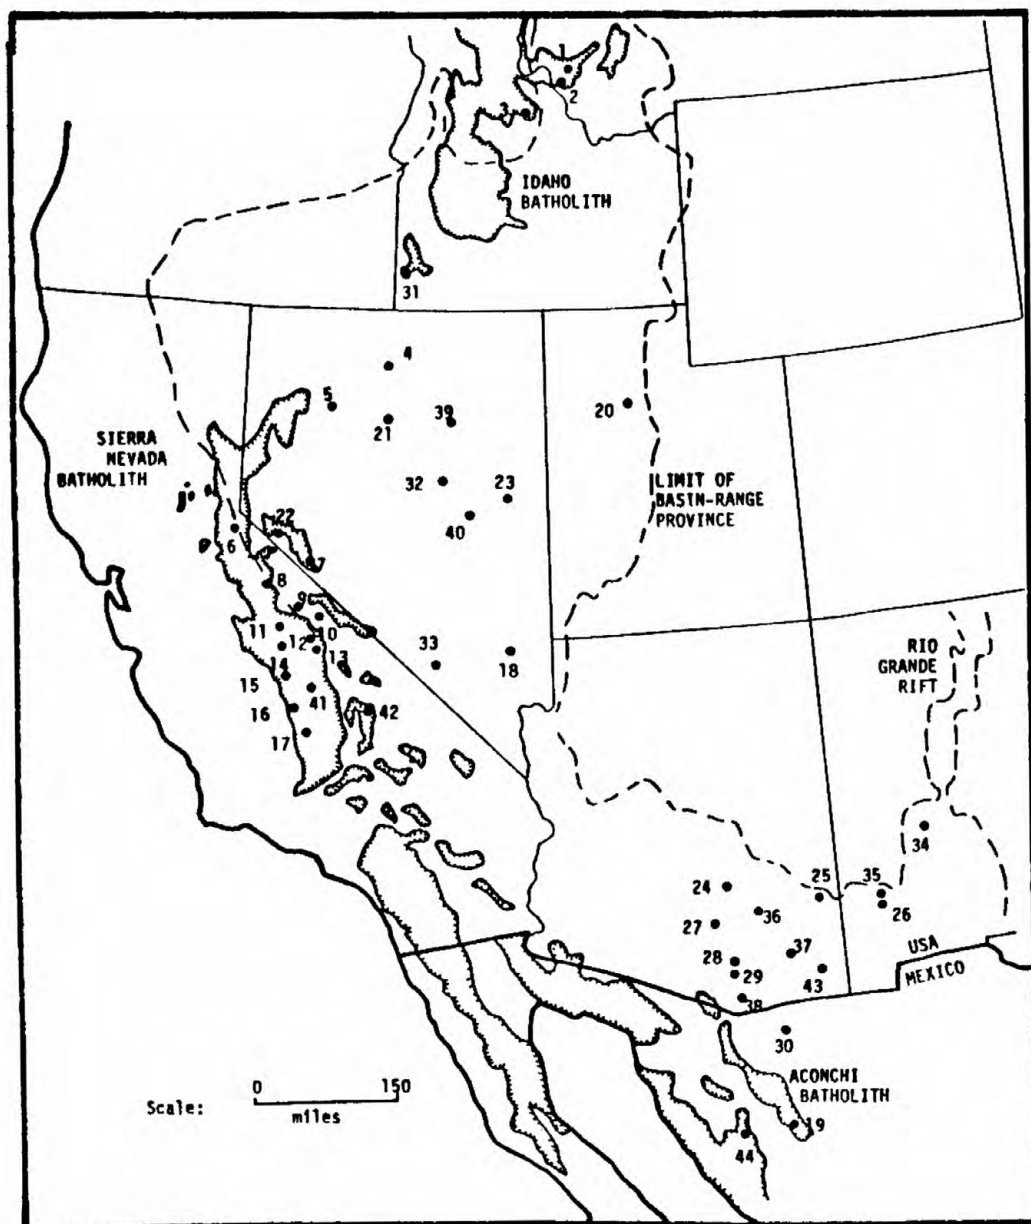 1
2
3
IDAHO
BATHOLITH
31
4
5
39
21
20
SIERRA
NEVADA
BATHOLITH
32
23
LIMIT OF
BASIN-RANGE
PROVINCE
22
40
6
7
8
9
10
11
12
13
33
18
14
15
41
16
42
17
RIO
GRANDE
RIFT
34
24
25
35
36
26
27
37
28
29
43
38
USA
MEXICO
30
0 150
Scale:
miles
ACONCHI
BATHOLITH
19
44